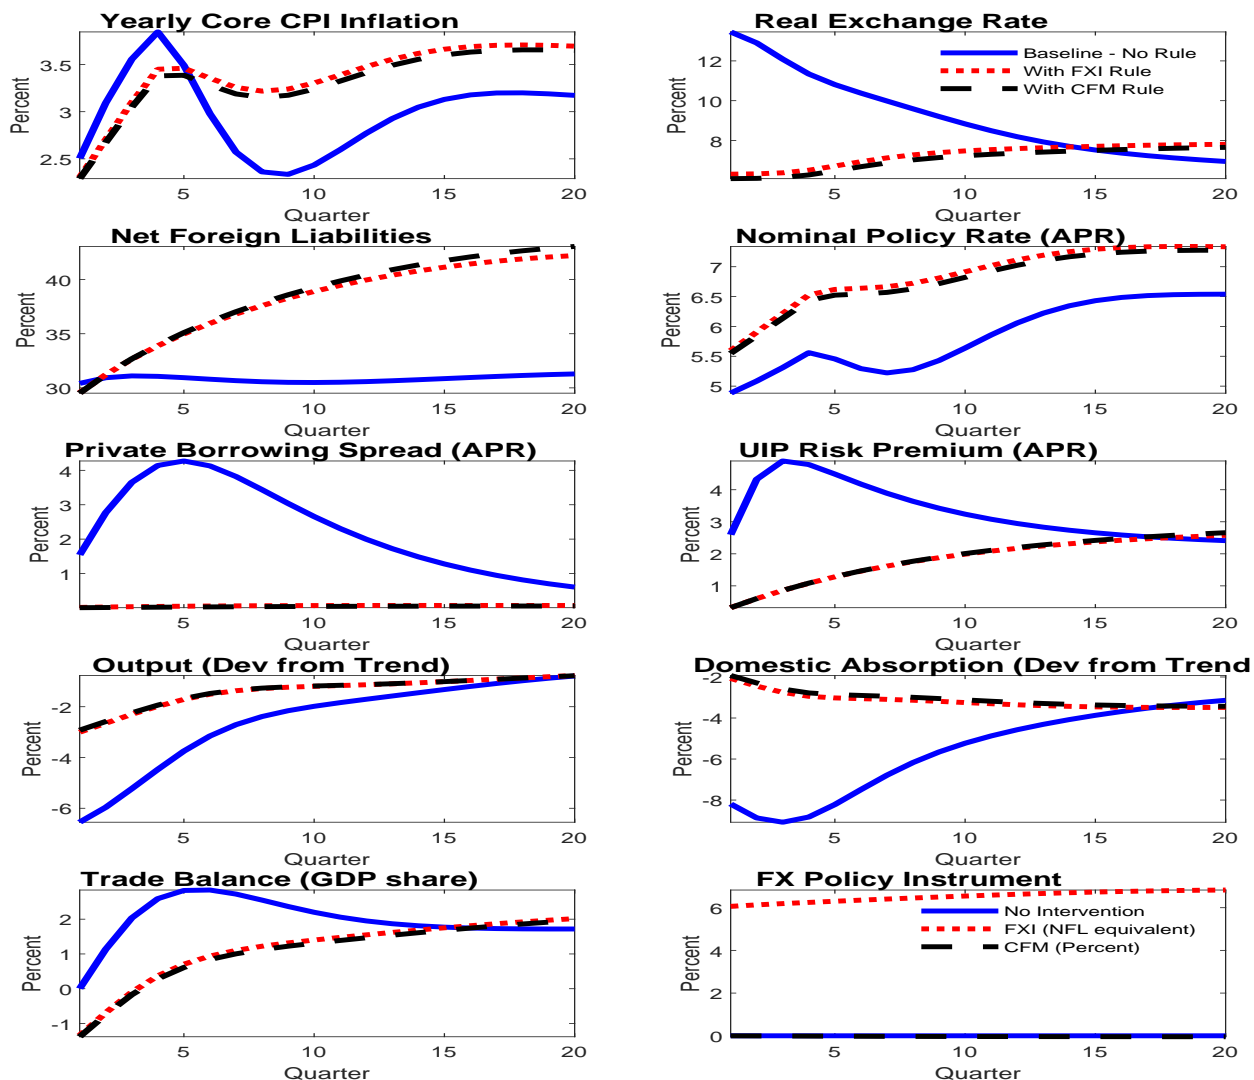 Yearly Core CPI Inflation
Percent
3.5
3
2.5
5
10
15
20
Quarter
Real Exchange Rate
Percent
12
10
8
5
10
15
20
Quarter
Baseline - No Rule
With FXI Rule
With CFM Rule
Net Foreign Liabilities
Percent
40
35
30
5
10
15
20
Quarter
Nominal Policy Rate (APR)
Percent
7
6.5
6
5.5
5
5
10
15
20
Quarter
Private Borrowing Spread (APR)
Percent
4
3
2
1
5
10
15
20
Quarter
UIP Risk Premium (APR)
Percent
4
3
2
1
5
10
15
20
Quarter
Output (Dev from Trend)
Percent
-2
-4
-6
5
10
15
20
Quarter
Domestic Absorption (Dev from Trend
Percent
-2
-4
-6
-8
5
10
15
20
Quarter
Trade Balance (GDP share)
Percent
2
1
0
-1
5
10
15
20
Quarter
FX Policy Instrument
Percent
6
4
2
0
5
10
15
20
Quarter
No Intervention
FXI (NFL equivalent)
CFM (Percent)